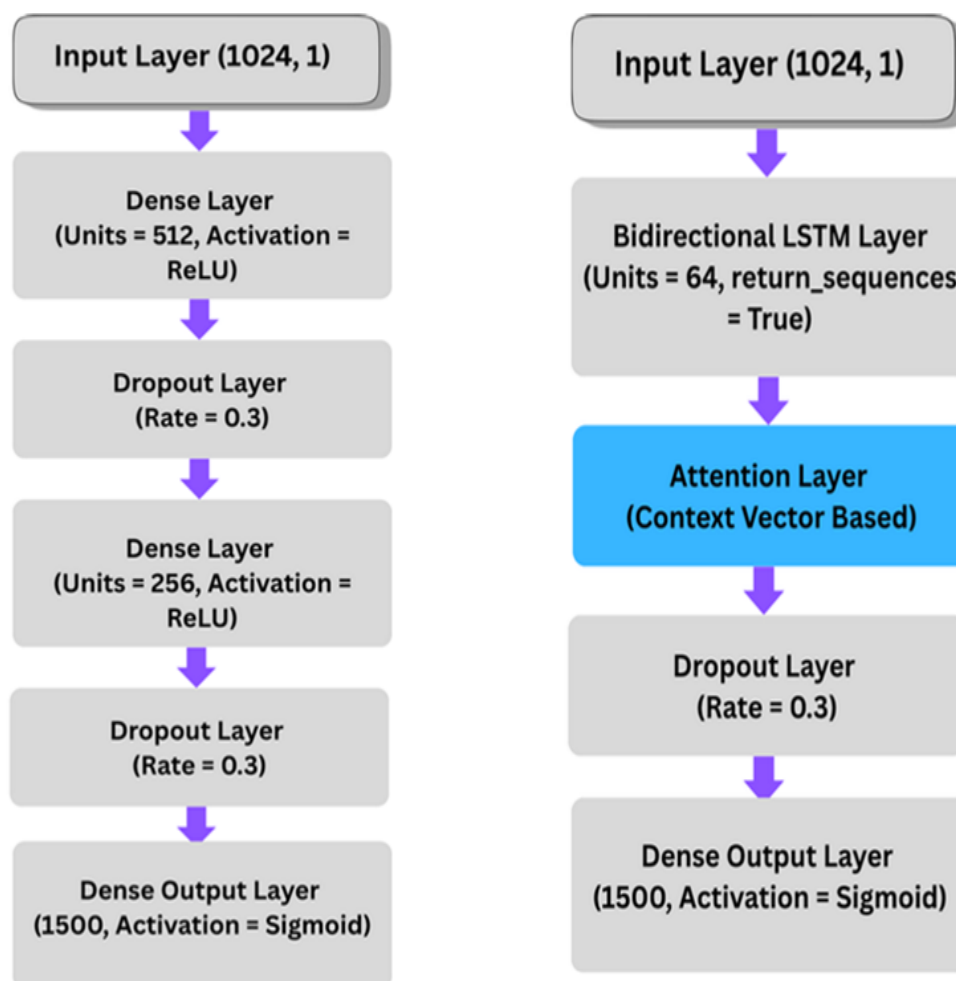 Input Layer (1024, 1)
Dense Layer
(Units = 512, Activation =
ReLU)
Dropout Layer
(Rate = 0.3)
Dense Layer
(Units = 256, Activation =
ReLU)
Dropout Layer
(Rate = 0.3)
Dense Output Layer
(1500, Activation = Sigmoid)
Input Layer (1024, 1)
Bidirectional LSTM Layer
(Units = 64, return_sequences
= True)
Attention Layer
(Context Vector Based)
Dropout Layer
(Rate = 0.3)
Dense Output Layer
(1500, Activation = Sigmoid)